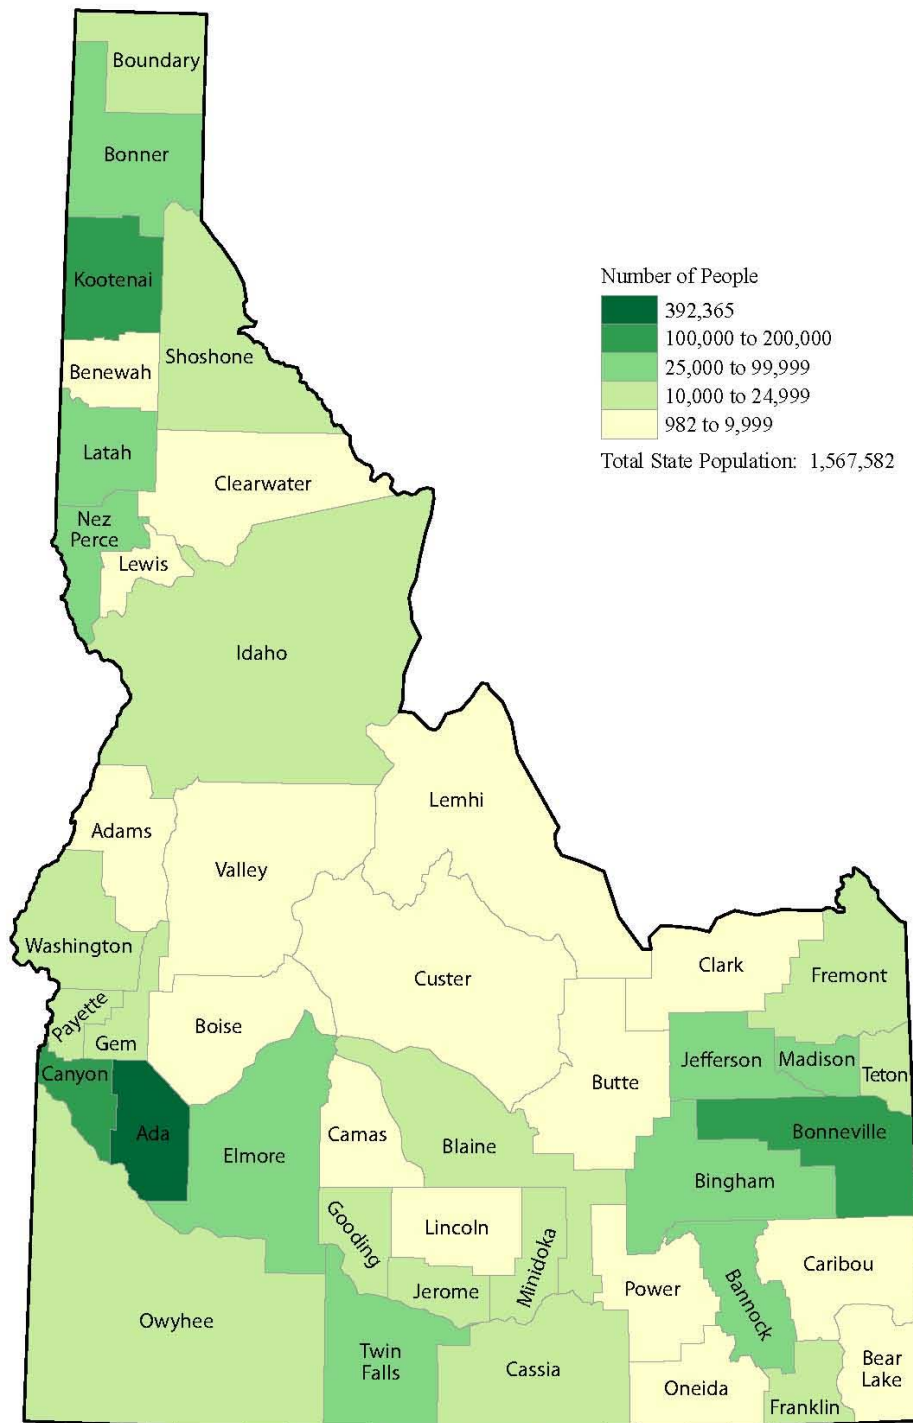 Boundary
Bonner
Kootenai
Number of People
392,365
100,000 to 200,000
25,000 to 99,999
10,000 to 24,999
982 to 9,999
Total State Population: 1,567,582
Shoshone
Benewah
Latah
Clearwater
Nez
Perce
Lewis
Idaho
Lemhi
Adams
Valley
Washington
Custer
Clark
Fremont
Payette
Boise
Gem
Jefferson
Madison
Teton
Canyon
Butte
Ada
Camas
Blaine
Bonneville
Elmore
Bingham
Gooding
Lincoln
Minidoka
Caribou
Power
Jerome
Bannock
Owyhee
Twin
Falls
Cassia
Bear
Lake
Oneida
Franklin